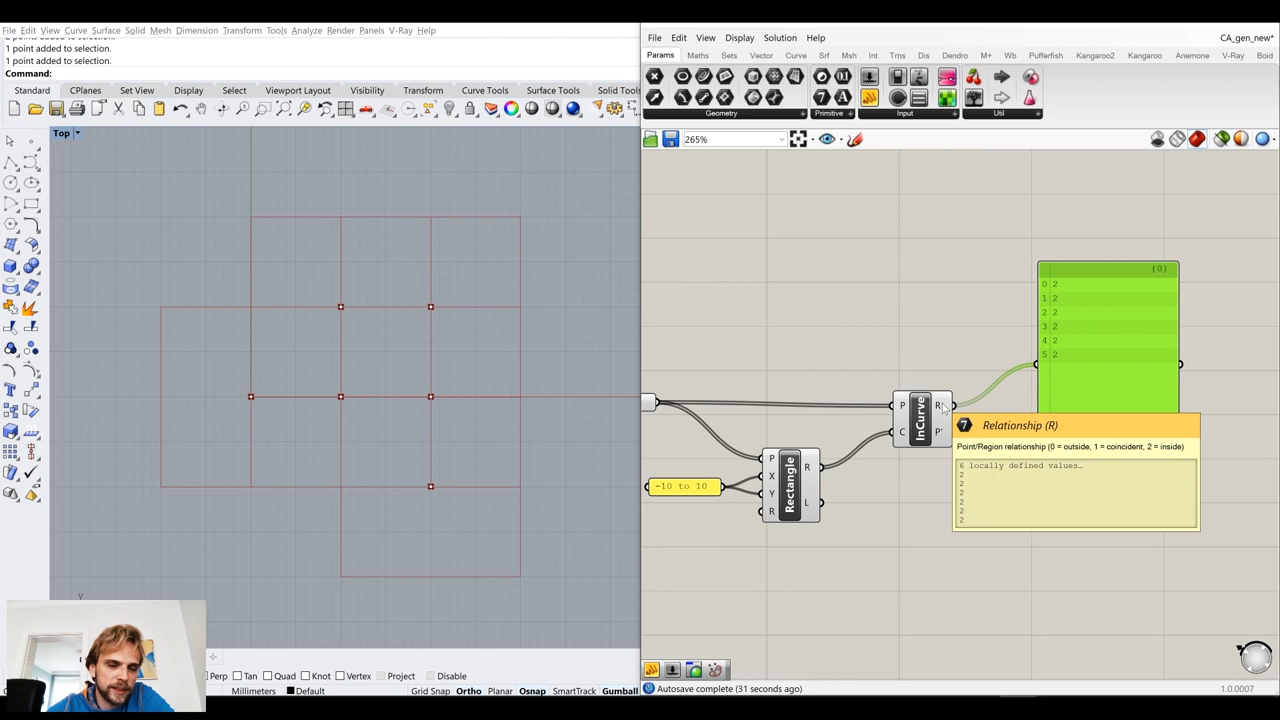 File Edit View Curve Surface Solid Mesh Dimension Transform Tools Analyze Render Panels V-Ray Help
1 point added to selection.
1 point added to selection.
Command:
Standard CPlanes Set View Display Select Viewport Layout Visibility Transform Curve Tools Surface Tools Solid Tools
Top
y
Perp Tan Quad Knot Vertex Project Disable
Millimeters Default Grid Snap Ortho Planar Osnap SmartTrack Gumball
File Edit View Display Solution Help CA_gen_new*
Params Maths Sets Vector Curve Srf Msh Int Trns Dis Dendro M+ Wb Pufferfish Kangaroo2 Kangaroo Anemone V-Ray Boid
Geometry Primitive Input Util
265%
{0}
0 2
1 2
2 2
3 2
4 2
5 2
P C InCurve R P'
Relationship (R)
Point/Region relationship (0 = outside, 1 = coincident, 2 = inside)
6 locally defined values…
2
2
2
2
2
2
-10 to 10
P X Y R Rectangle R L
Autosave complete (31 seconds ago) 1.0.0007